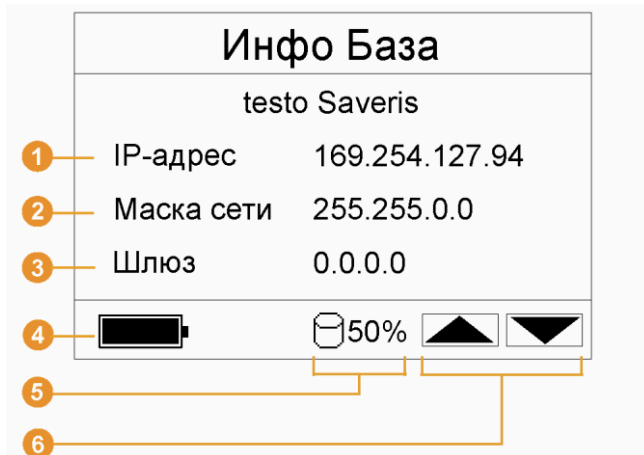 Инфо База
testo Saveris
1 IP-адрес 169.254.127.94
2 Маска сети 255.255.0.0
3 Шлюз 0.0.0.0
4 50%
5
6